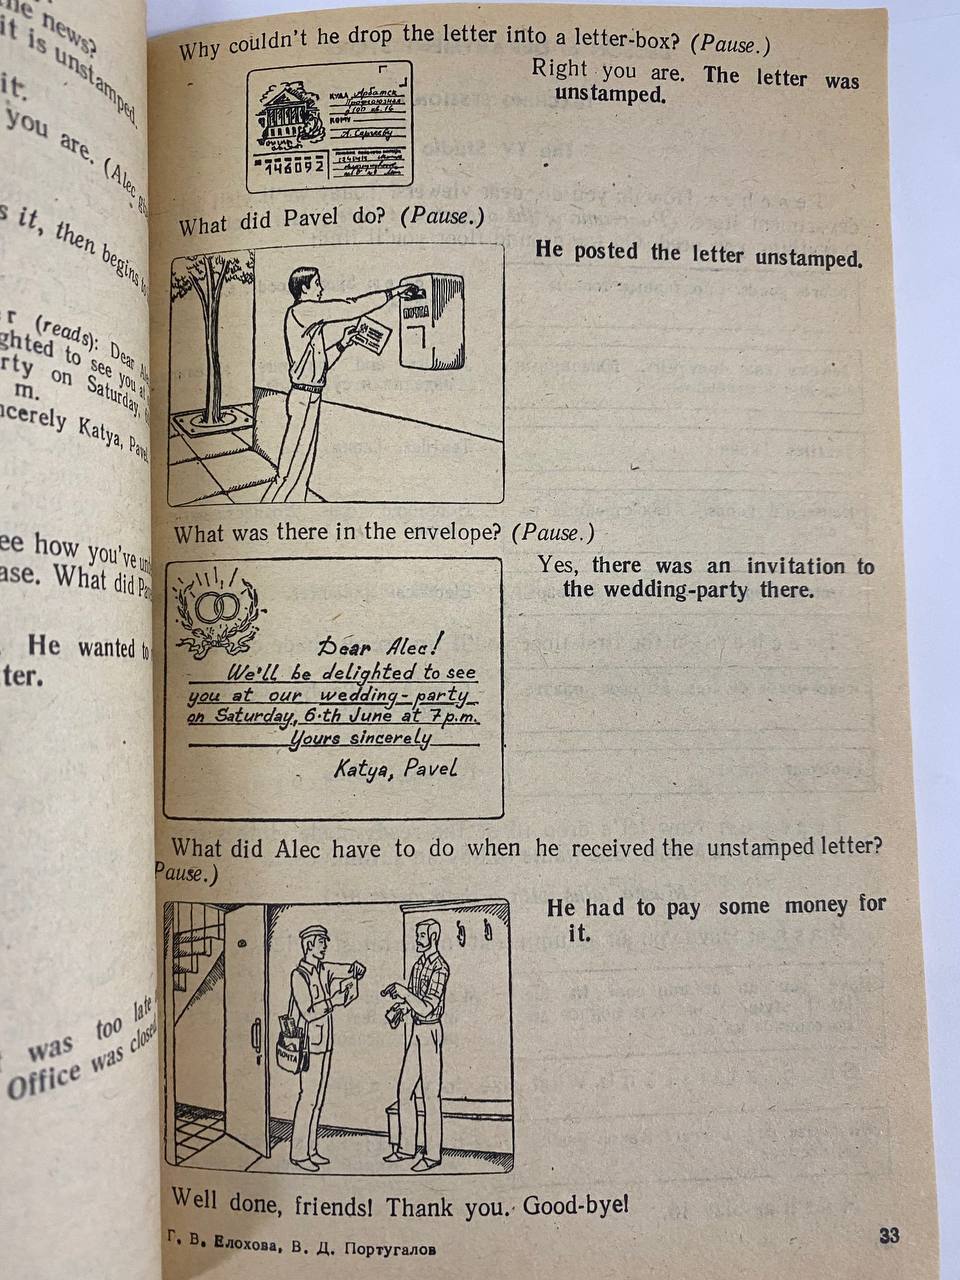 the news?
it is unstamped.
it.
you are. (Alec
s it, then begins to
r (reads): Dear
ghted to see you at
rty on Saturday,
m.
ncerely Katya, Pavel
ee how you've
ase. What did
He wanted to
ter.
was too late
Office was closed
Why couldn't he drop the letter into a letter-box? (Pause.)
Right you are. The letter was
unstamped.
КУДА
КОМУ
146092
What did Pavel do? (Pause.)
He posted the letter unstamped.
ПОЧТА
What was there in the envelope? (Pause.)
Yes, there was an invitation to
the wedding-party there.
Dear Alec!
We'll be delighted to see
you at our wedding-party
on Saturday, 6-th June at 7 p.m.
Yours sincerely
Katya, Pavel
What did Alec have to do when he received the unstamped letter?
Pause.)
He had to pay some money for
it.
ПОЧТА
Well done, friends! Thank you. Good-bye!
Г. В. Елохова, В. Д. Португалов
33